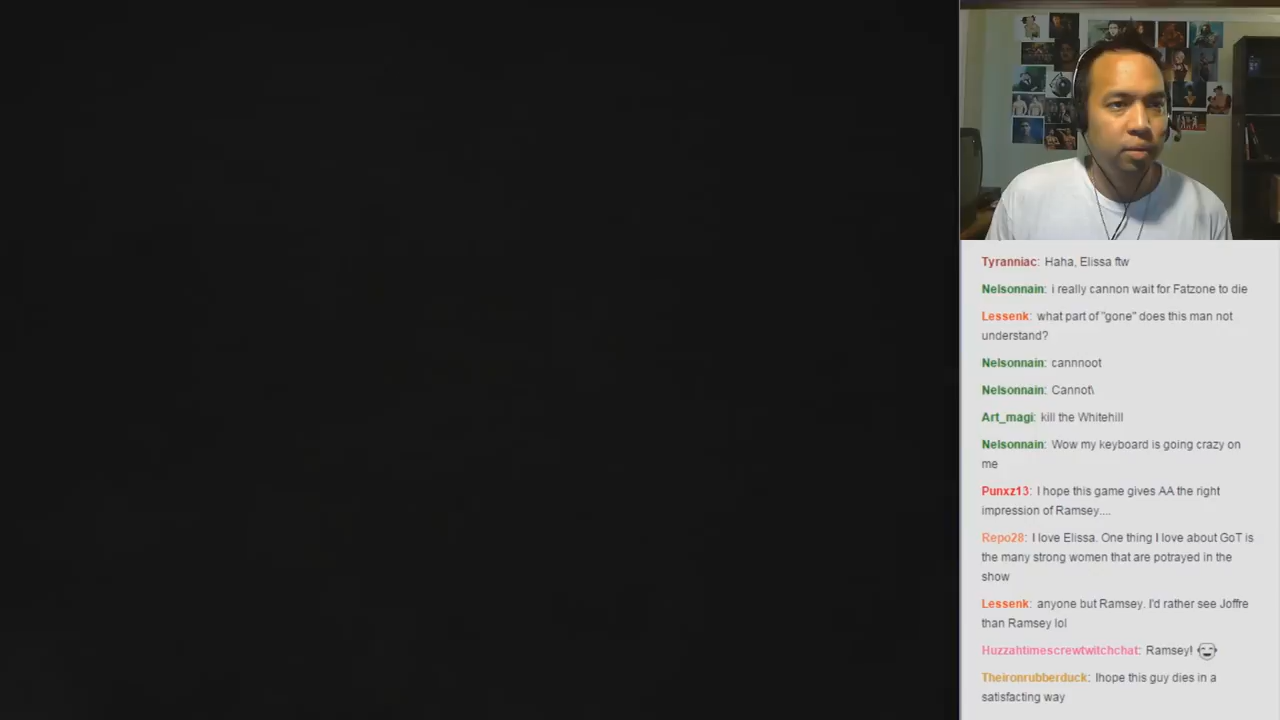 Tyranniac: Haha, Elissa ftw
Nelsonnain: i really cannon wait for Fatzone to die
Lessenk: what part of "gone" does this man not
understand?
Nelsonnain: cannnoot
Nelsonnain: Cannot\
Art_magi: kill the Whitehill
Nelsonnain: Wow my keyboard is going crazy on
me
Punxz13: I hope this game gives AA the right
impression of Ramsey....
Repo28: I love Elissa. One thing I love about GoT is
the many strong women that are potrayed in the
show
Lessenk: anyone but Ramsey. I'd rather see Joffre
than Ramsey lol
Huzzahtimescrewtwitchchat: Ramsey!
Theironrubberduck: Ihope this guy dies in a
satisfacting way